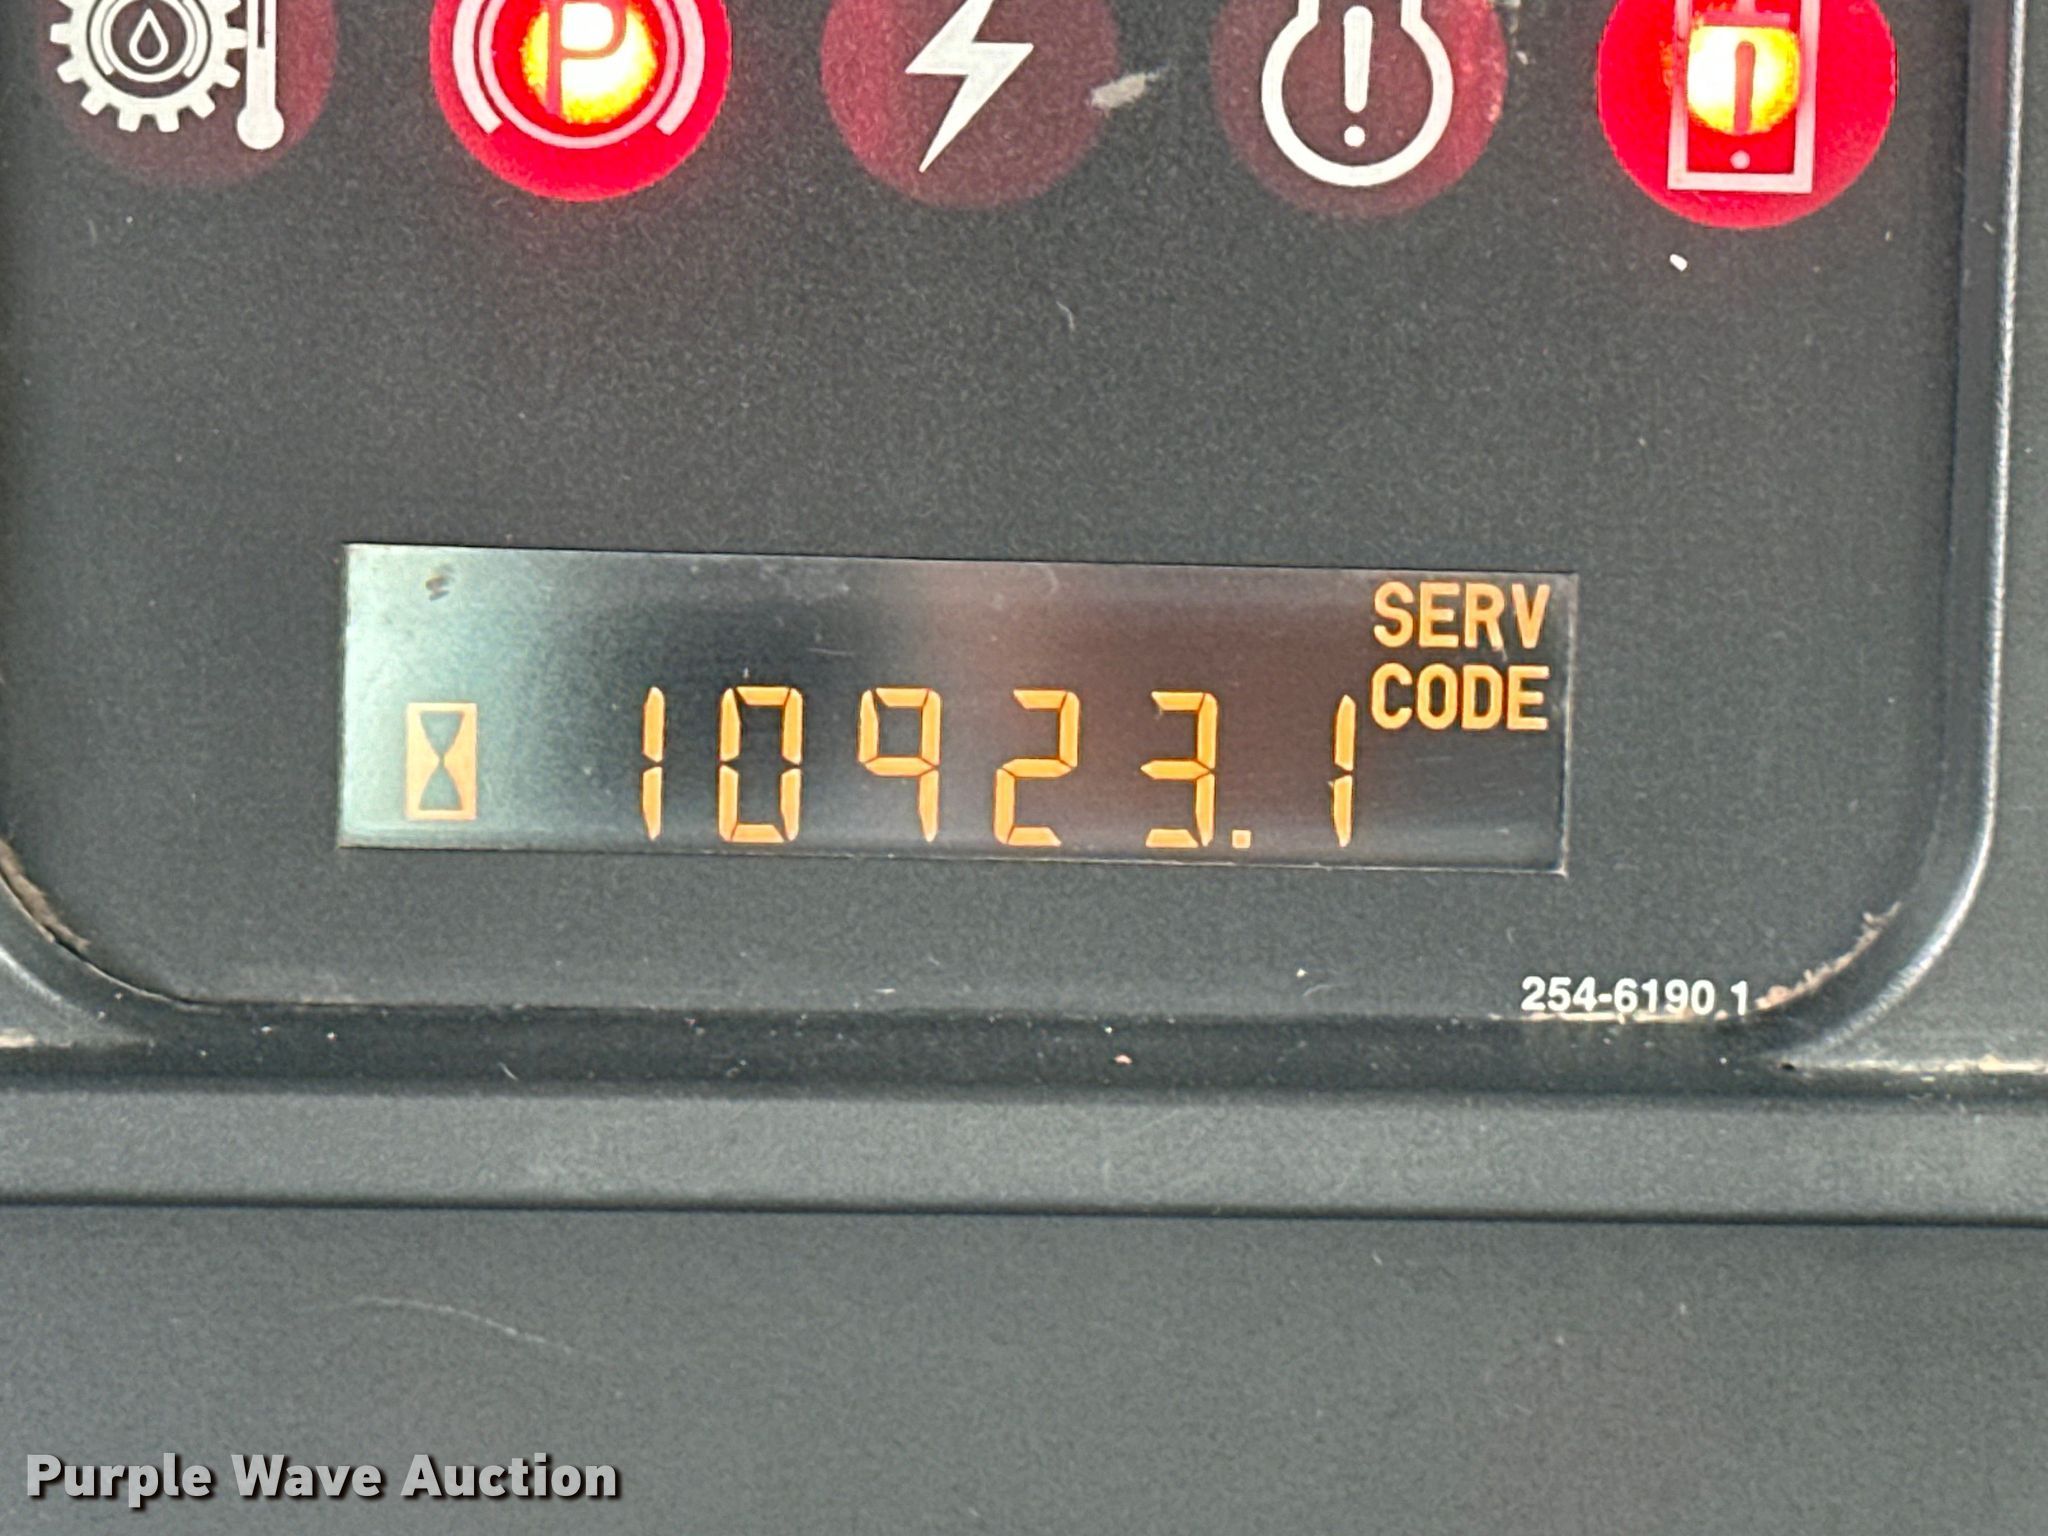 P
SERV
CODE
10923.1
254-6190 1
Purple Wave Auction